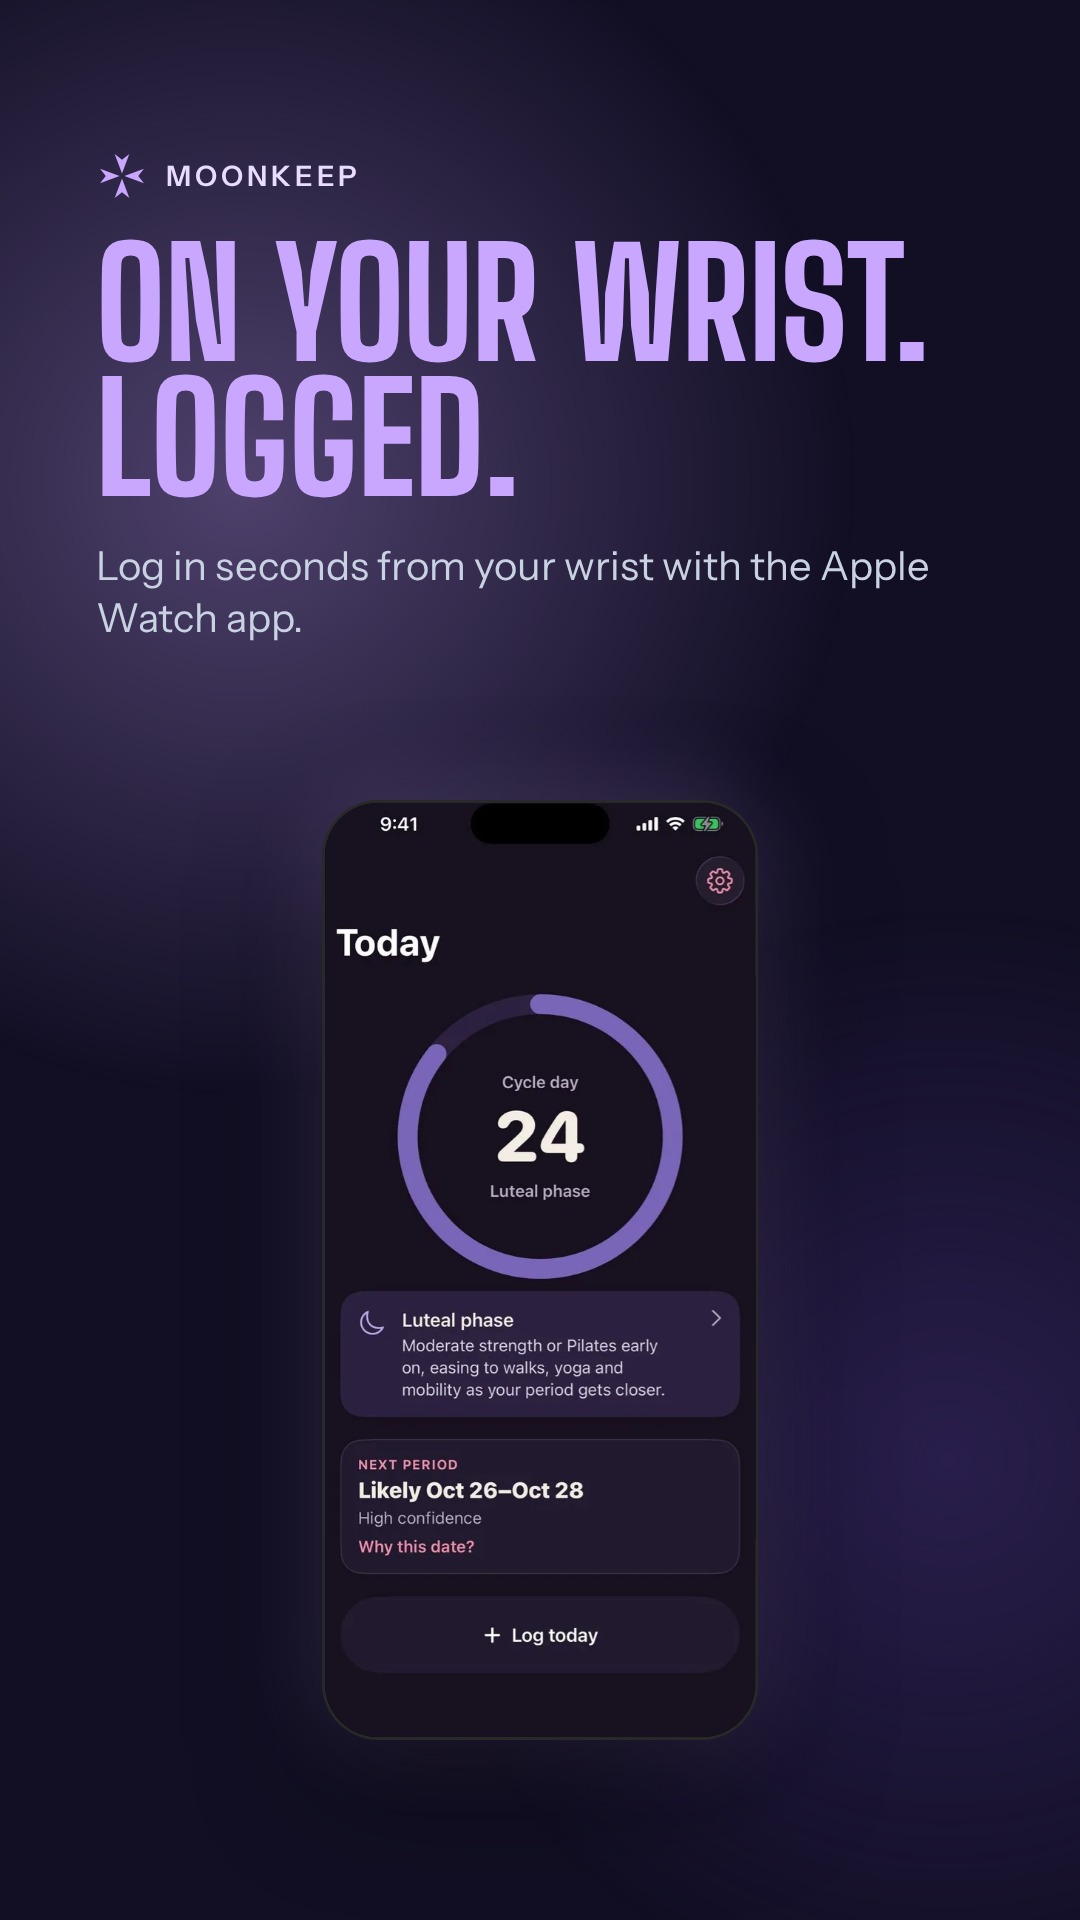 MOONKEEP
ON YOUR WRIST.
LOGGED.
Log in seconds from your wrist with the Apple
Watch app.
9:41
Today
Cycle day
24
Luteal phase
Luteal phase
Moderate strength or Pilates early
on, easing to walks, yoga and
mobility as your period gets closer.
NEXT PERIOD
Likely Oct 26–Oct 28
High confidence
Why this date?
+ Log today